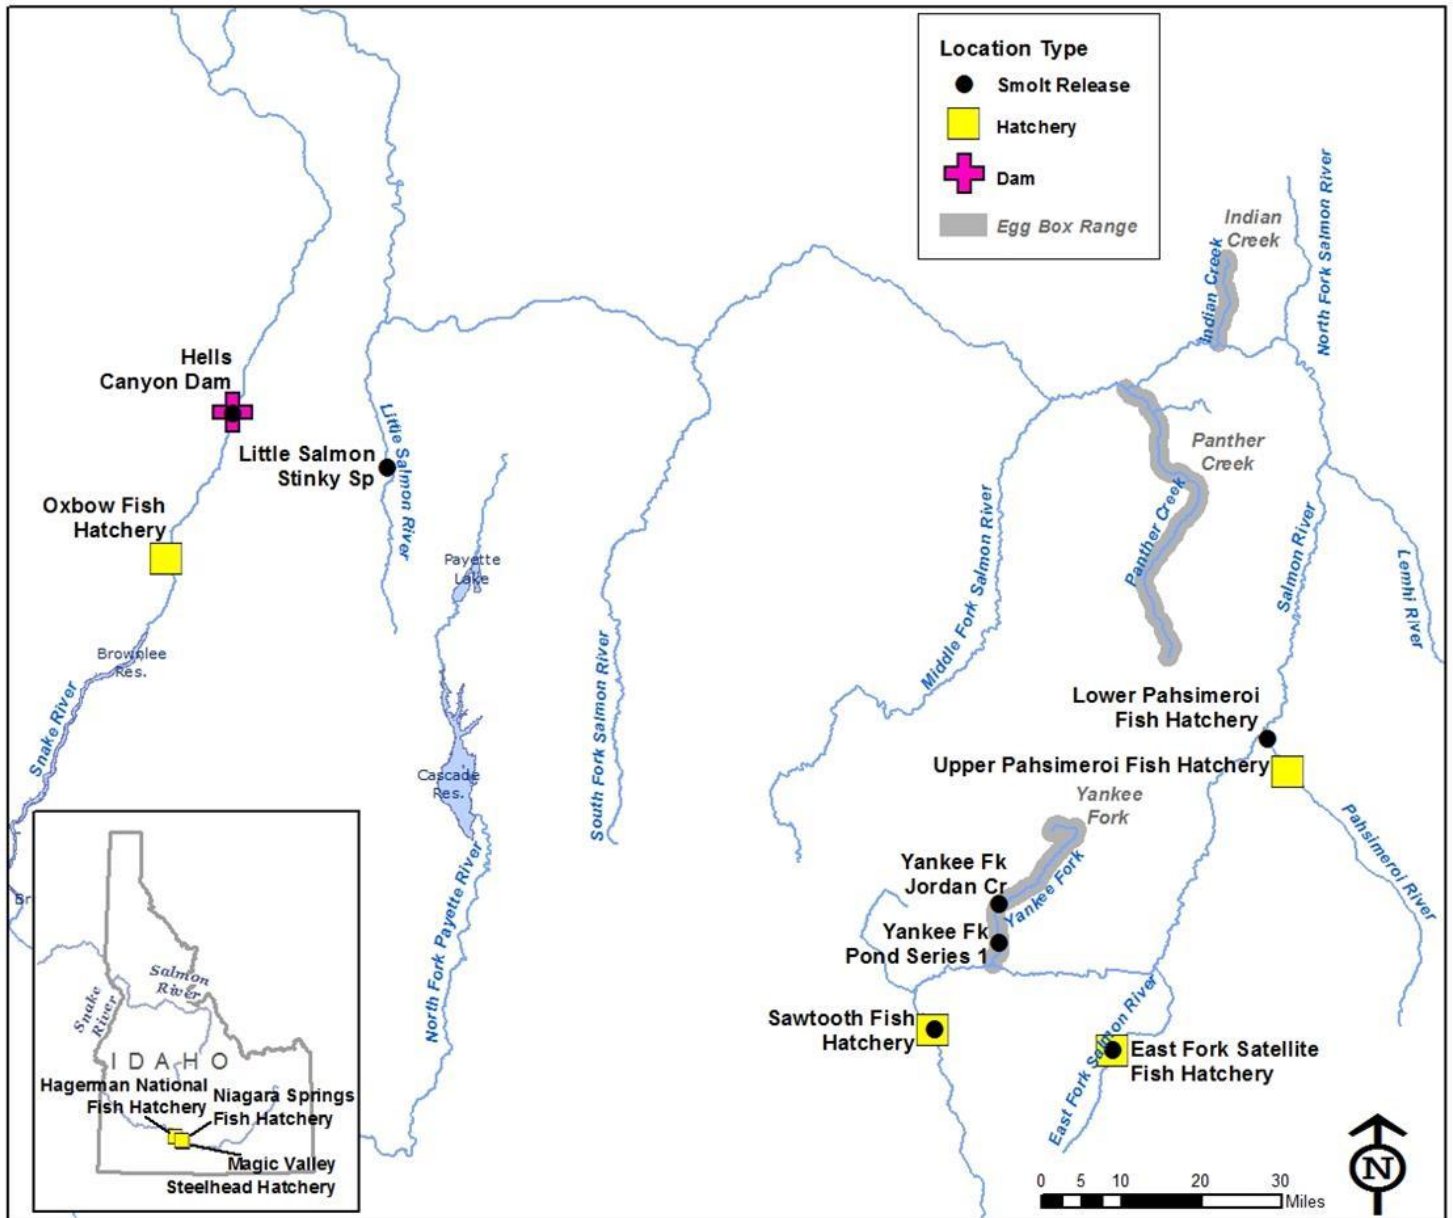 Location Type
Smolt Release
Hatchery
Dam
Egg Box Range
Indian
Creek
Indian Creek
North Fork Salmon River
Hells
Canyon Dam
Little Salmon
Stinky Sp
Little Salmon River
Oxbow Fish
Hatchery
Payette
Lake
Brownlee
Res.
Snake River
Cascade
Res.
North Fork Payette River
South Fork Salmon River
Middle Fork Salmon River
Panther
Creek
Panther Creek
Salmon River
Lemhi River
Lower Pahsimeroi
Fish Hatchery
Upper Pahsimeroi Fish Hatchery
Pahsimeroi River
Yankee
Fork
Yankee Fork
Yankee Fk
Jordan Cr
Yankee Fk
Pond Series 1
Sawtooth Fish
Hatchery
East Fork Salmon River
East Fork Satellite
Fish Hatchery
Br
Salmon
River
Snake
River
IDAHO
Hagerman National
Fish Hatchery
Niagara Springs
Fish Hatchery
Magic Valley
Steelhead Hatchery
0 5 10 20 30
Miles
N